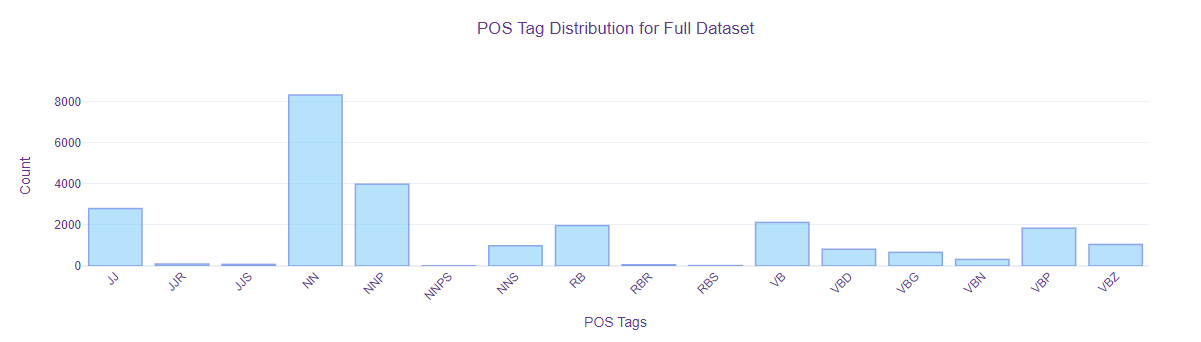 POS Tag Distribution for Full Dataset
Count
8000
6000
4000
2000
0
JJ
JJR
JJS
NN
NNP
NNPS
NNS
RB
RBR
RBS
VB
VBD
VBG
VBN
VBP
VBZ
POS Tags